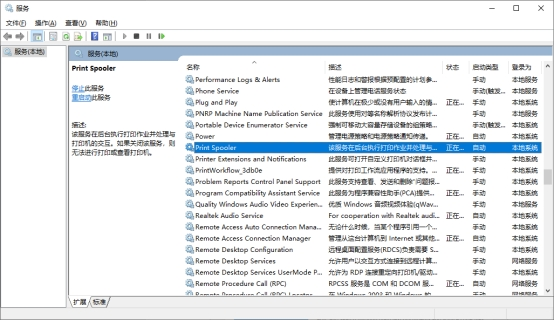 服务
文件(F) 操作(A) 查看(V) 帮助(H)
服务(本地)
服务(本地)
Print Spooler
停止此服务
重启动此服务
描述:
该服务在后台执行打印作业并处理与
打印机的交互。如果关闭该服务，则
无法进行打印或查看打印机。
名称 描述 状态 启动类型 登录为
Performance Logs & Alerts 性能日志和警报根据预配置的计划参... 手动 本地服务
Phone Service 在设备上管理电话服务状态 手动(触发... 本地服务
Plug and Play 使计算机在极少或没有用户输入的情... 正在... 手动 本地系统
PNRP Machine Name Publication Service 此服务使用对等名称解析协议发布计... 手动 本地服务
Portable Device Enumerator Service 强制可移动大容量存储设备的组策略... 手动(触发... 本地系统
Power 管理电源策略和电源策略通知传递。 正在... 自动 本地系统
Print Spooler 该服务在后台执行打印作业并处理与... 正在... 自动 本地系统
Printer Extensions and Notifications 此服务可打开自定义打印机对话框并... 手动 本地系统
PrintWorkflow_3db0e 提供对打印工作流应用程序的支持。... 手动 本地系统
Problem Reports Control Panel Support 此服务支持查看、发送和删除"问题报... 手动 本地系统
Program Compatibility Assistant Service 此服务为程序兼容性助手(PCA)提供... 正在... 自动 本地系统
Quality Windows Audio Video Experien... 优质 Windows 音频视频体验(qWav... 手动 本地服务
Realtek Audio Service For cooperation with Realtek audi... 正在... 自动 本地系统
Remote Access Auto Connection Man... 无论什么时候，当某个程序引用一个... 手动 本地系统
Remote Access Connection Manager 管理从这台计算机到 Internet 或其他... 正在... 自动 本地系统
Remote Desktop Configuration 远程桌面配置服务(RDCS)负责需要 S... 手动 本地系统
Remote Desktop Services 允许用户以交互方式连接到远程计算... 手动 网络服务
Remote Desktop Services UserMode P... 允许为 RDP 连接重定向打印机/驱动... 手动 本地系统
Remote Procedure Call (RPC) RPCSS 服务是 COM 和 DCOM 服务... 正在... 自动 网络服务
扩展 标准